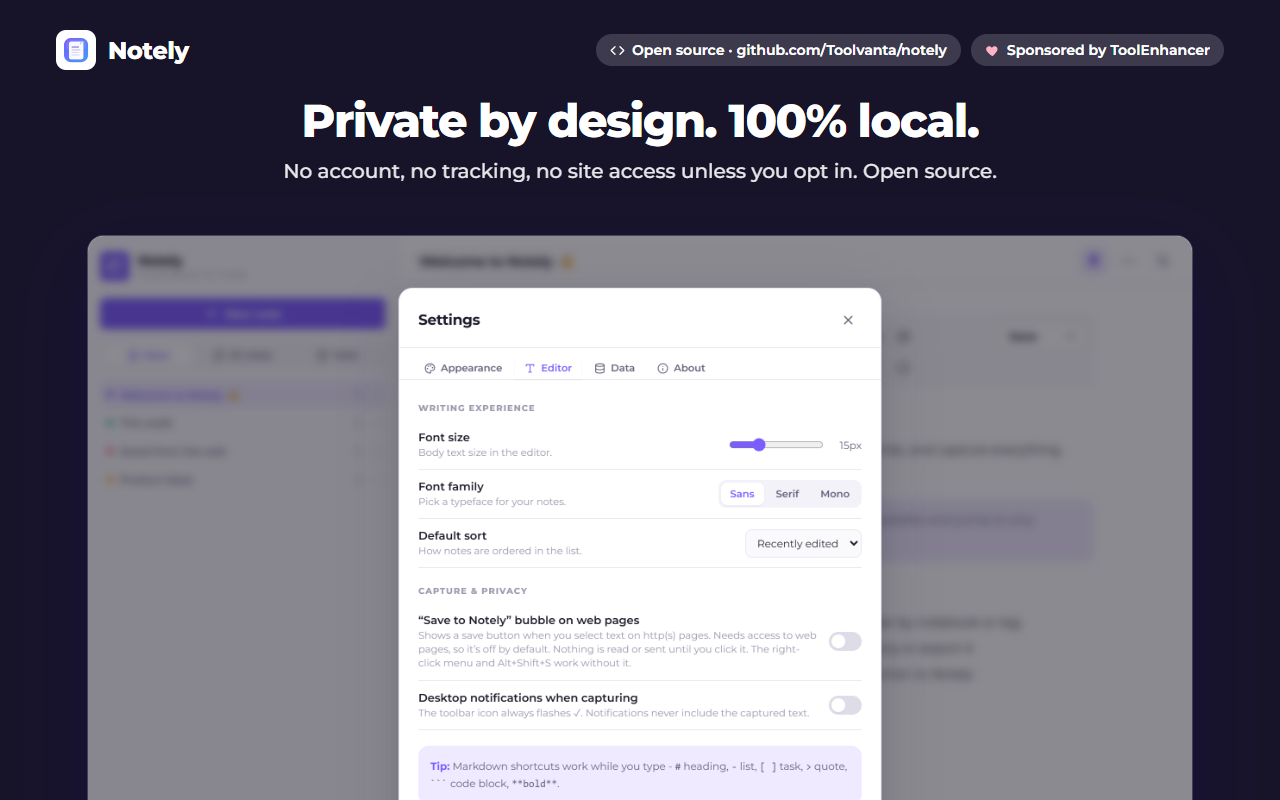 Notely
Open source · github.com/Toolvanta/notely
Sponsored by ToolEnhancer
Private by design. 100% local.
No account, no tracking, no site access unless you opt in. Open source.
Notely
Welcome to Notely
Settings
Appearance
Editor
Data
About
WRITING EXPERIENCE
Font size
Body text size in the editor.
15px
Font family
Pick a typeface for your notes.
Sans
Serif
Mono
Default sort
How notes are ordered in the list.
Recently edited
CAPTURE & PRIVACY
“Save to Notely” bubble on web pages
Shows a save button when you select text on http(s) pages. Needs access to web
pages, so it’s off by default. Nothing is read or sent until you click it. The right-
click menu and Alt+Shift+S work without it.
Desktop notifications when capturing
The toolbar icon always flashes ✓. Notifications never include the captured text.
Tip: Markdown shortcuts work while you type - # heading, - list, [ ] task, > quote,
``` code block, **bold**.